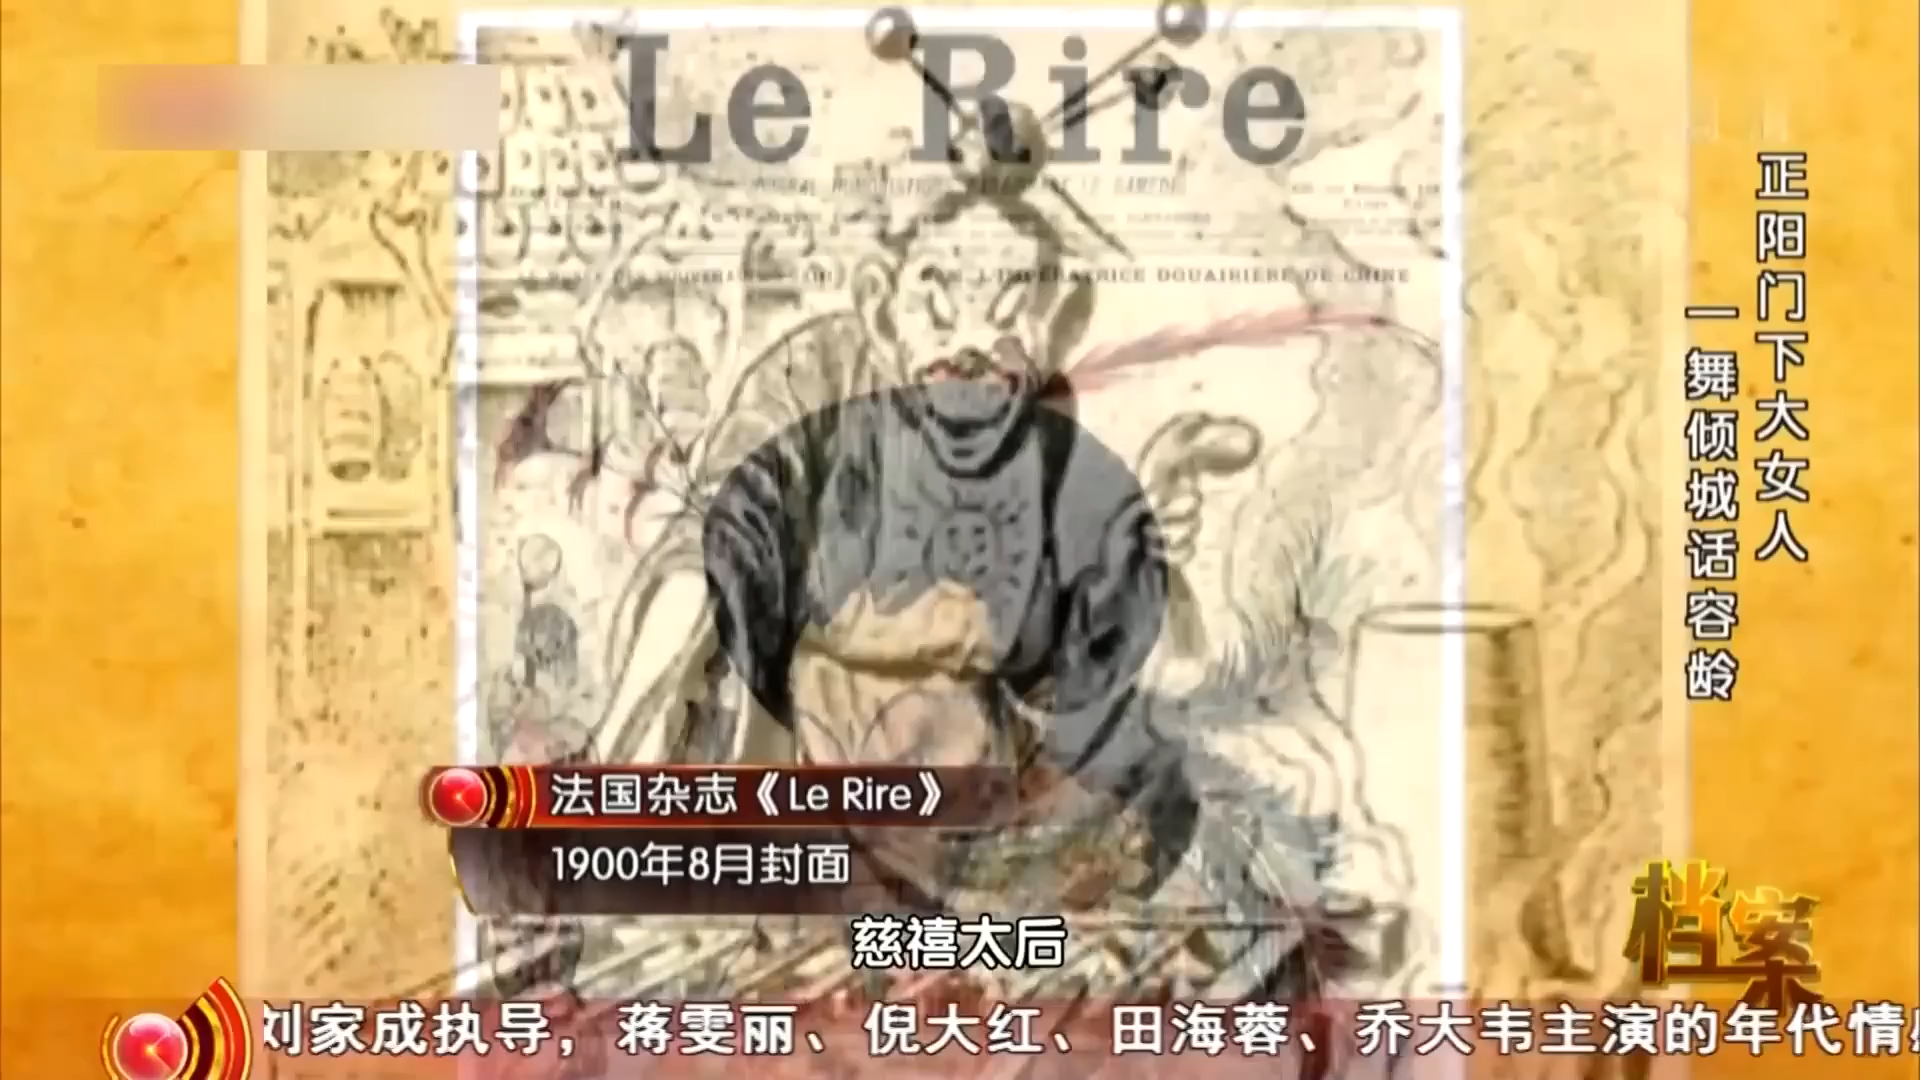 Le Rire
L'IMPÉRATRICE DOUAIRIÈRE DE CHINE
正阳门下大女人
一舞倾城话容龄
法国杂志《Le Rire》
1900年8月封面
档案
慈禧太后
刘家成执导，蒋雯丽、倪大红、田海蓉、乔大韦主演的年代情感